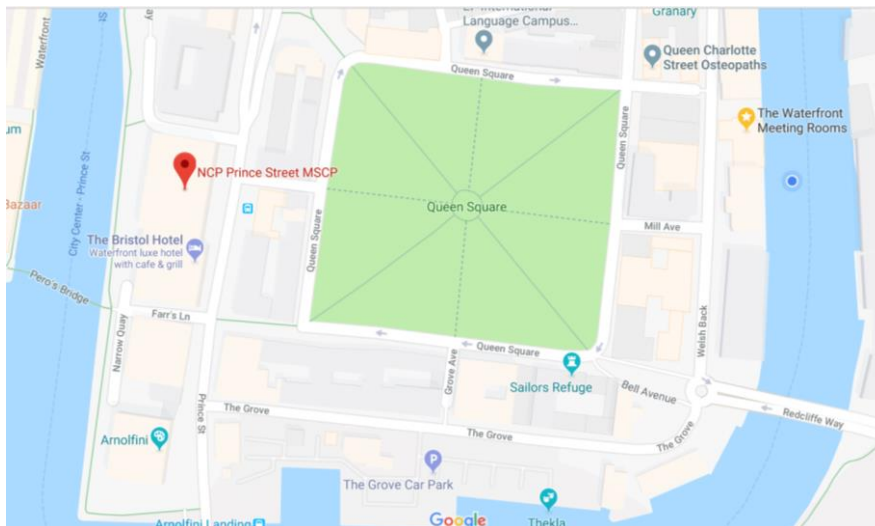 EF International
Language Campus...
Granary
Queen Charlotte
Street Osteopaths
Waterfront
Queen Square
The Waterfront
Meeting Rooms
um
NCP Prince Street MSCP
Queen Square
Bazaar
City Center - Prince St
Queen Square
Queen Square
Mill Ave
The Bristol Hotel
Waterfront luxe hotel
with cafe & grill
Pero's Bridge
Farr's Ln
Narrow Quay
Welsh Back
Queen Square
Grove Ave
Sailors Refuge
Bell Avenue
Prince St
The Grove
Redcliffe Way
The Grove
The Grove
Arnolfini
P
The Grove Car Park
Google
Arnolfini Landing
Thekla